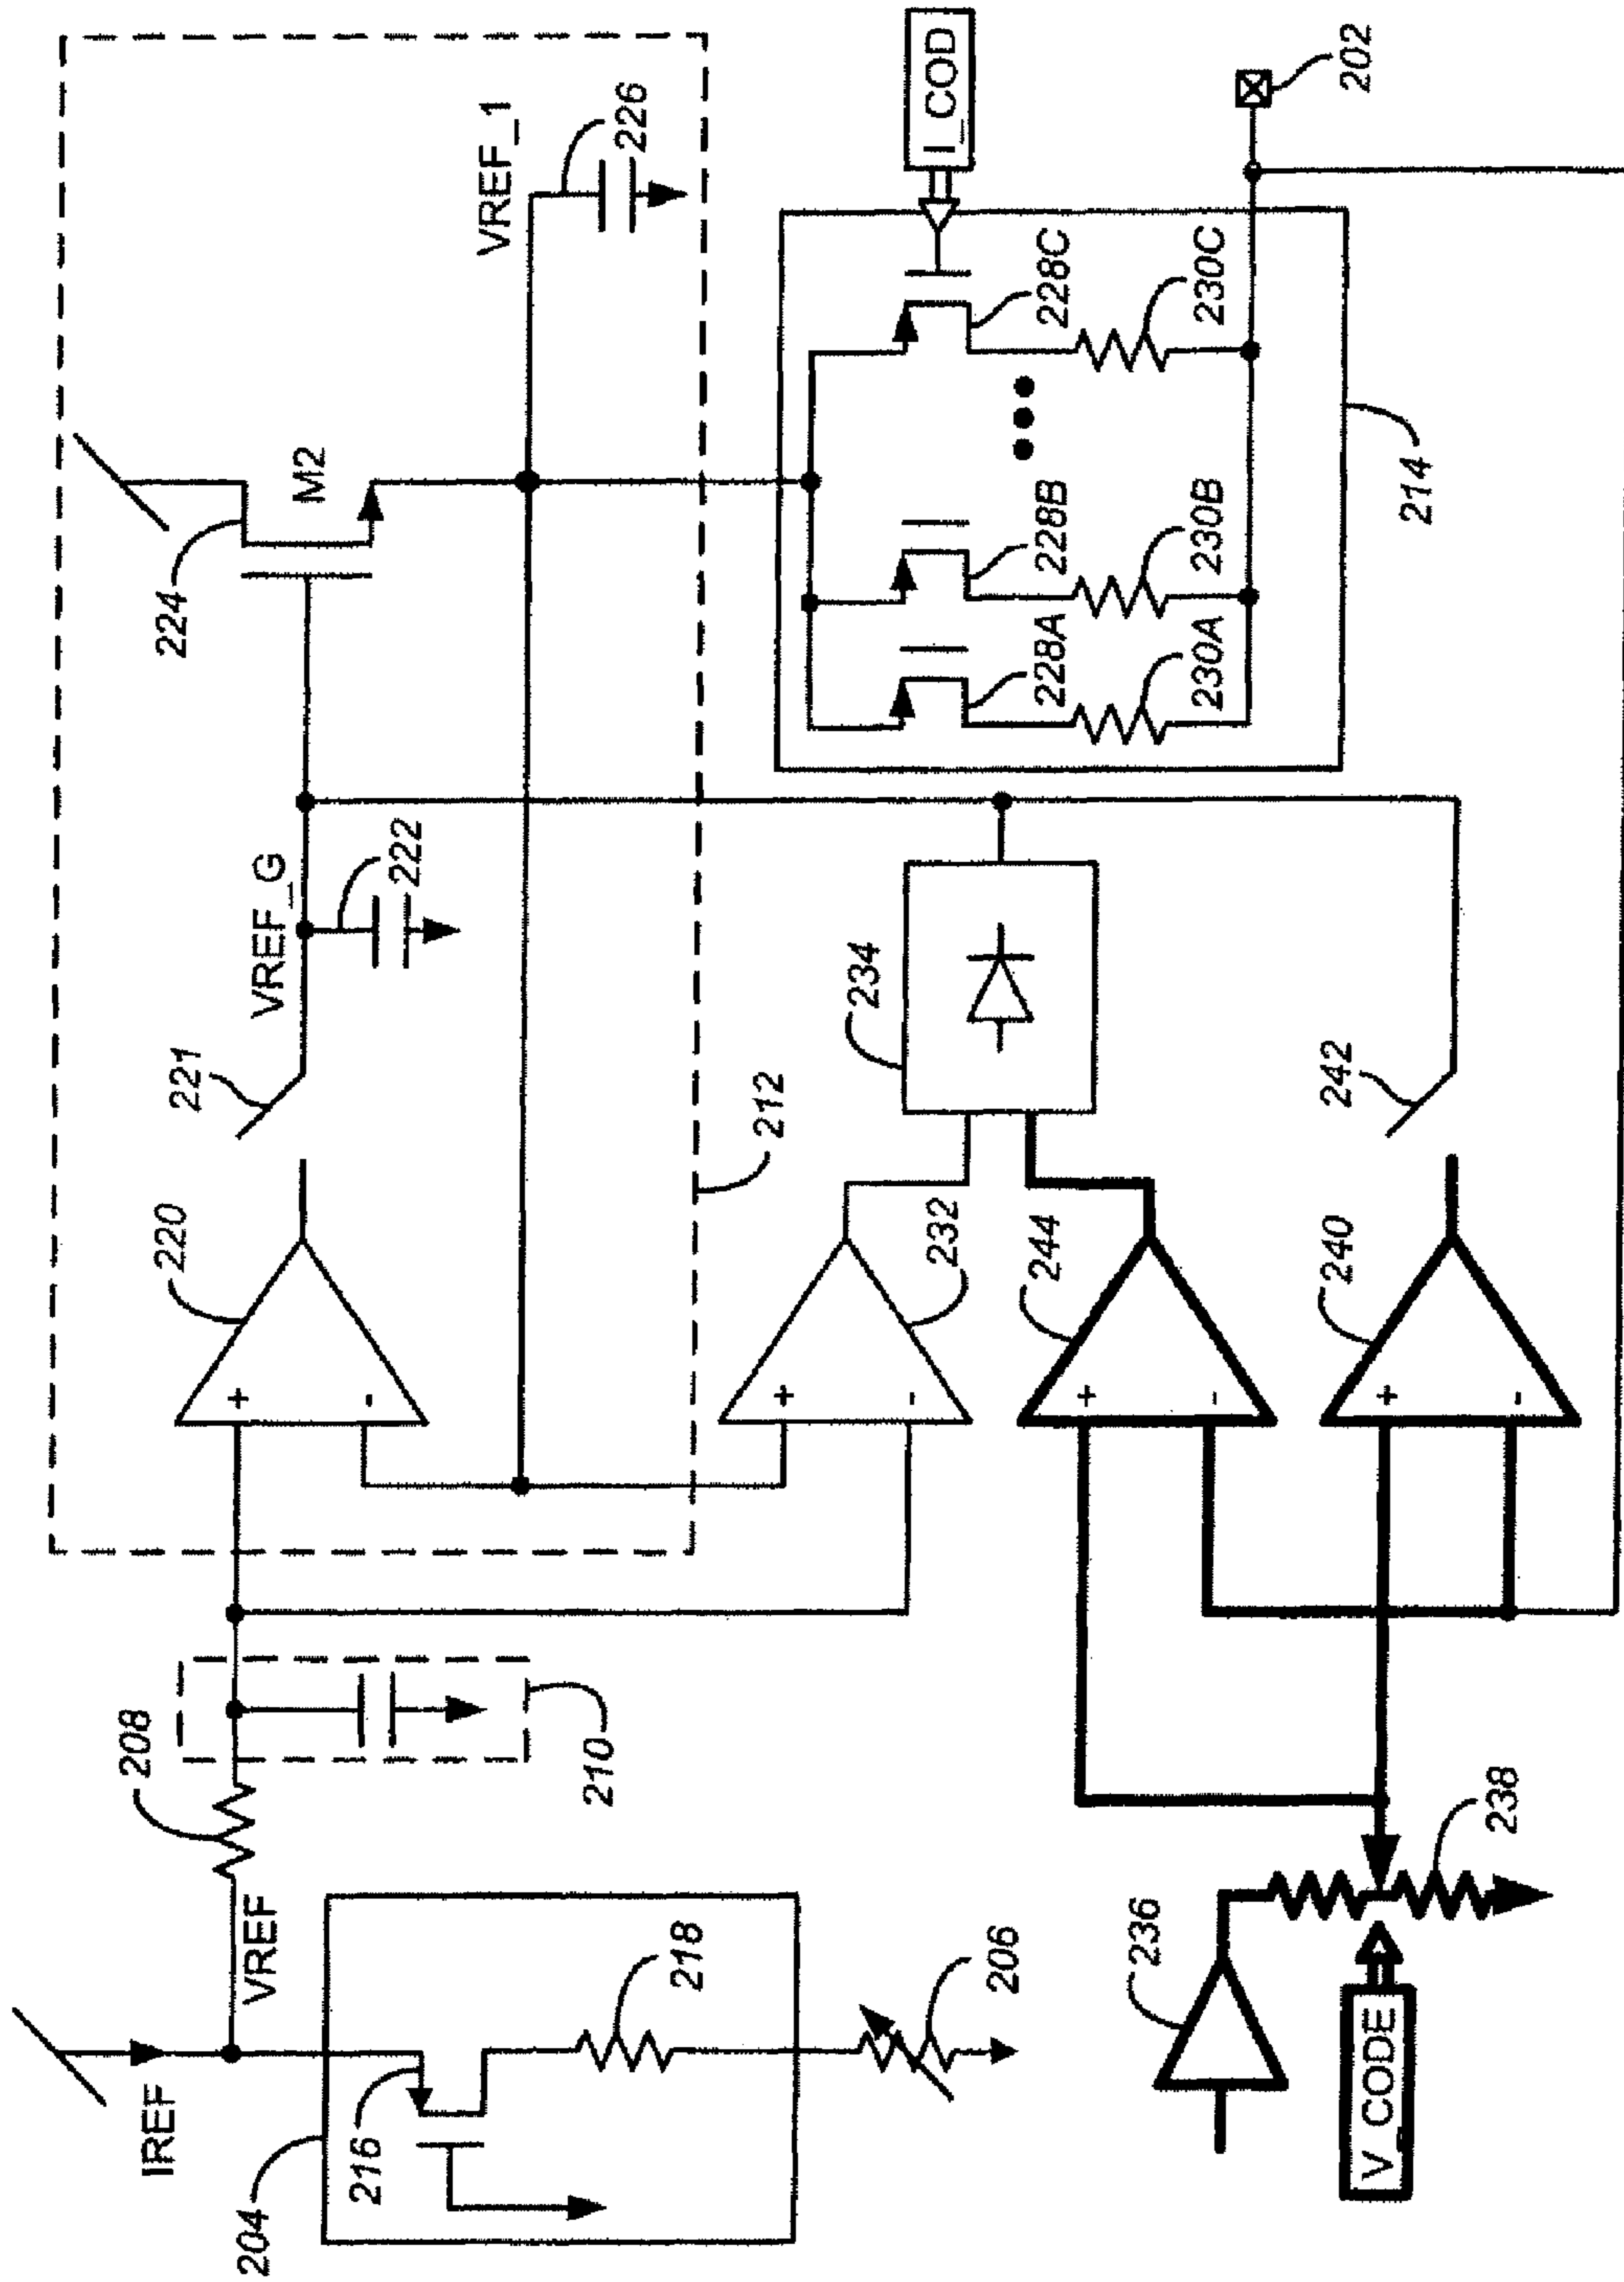 IREF
VREF
204
216
218
206
208
210
220
221
VREF_G
222
224
M2
VREF_1
226
212
232
234
244
240
242
236
238
V_CODE
I_COD
228A
228B
228C
230A
230B
230C
214
202
+
-
+
-
+
-
+
-